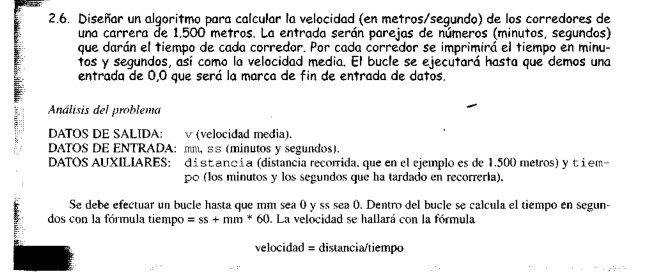 2.6. Diseñar un algoritmo para calcular la velocidad (en metros/segundo) de los corredores de
una carrera de 1.500 metros. La entrada serán parejas de números (minutos, segundos)
que darán el tiempo de cada corredor. Por cada corredor se imprimirá el tiempo en minu-
tos y segundos, así como la velocidad media. El bucle se ejecutará hasta que demos una
entrada de 0,0 que será la marca de fin de entrada de datos.
Análisis del problema
DATOS DE SALIDA: v (velocidad media).
DATOS DE ENTRADA: mm, ss (minutos y segundos).
DATOS AUXILIARES: distancia (distancia recorrida, que en el ejemplo es de 1.500 metros) y tiem-
po (los minutos y los segundos que ha tardado en recorrerla).
Se debe efectuar un bucle hasta que mm sea 0 y ss sea 0. Dentro del bucle se calcula el tiempo en segun-
dos con la fórmula tiempo = ss + mm * 60. La velocidad se hallará con la fórmula
velocidad = distancia/tiempo